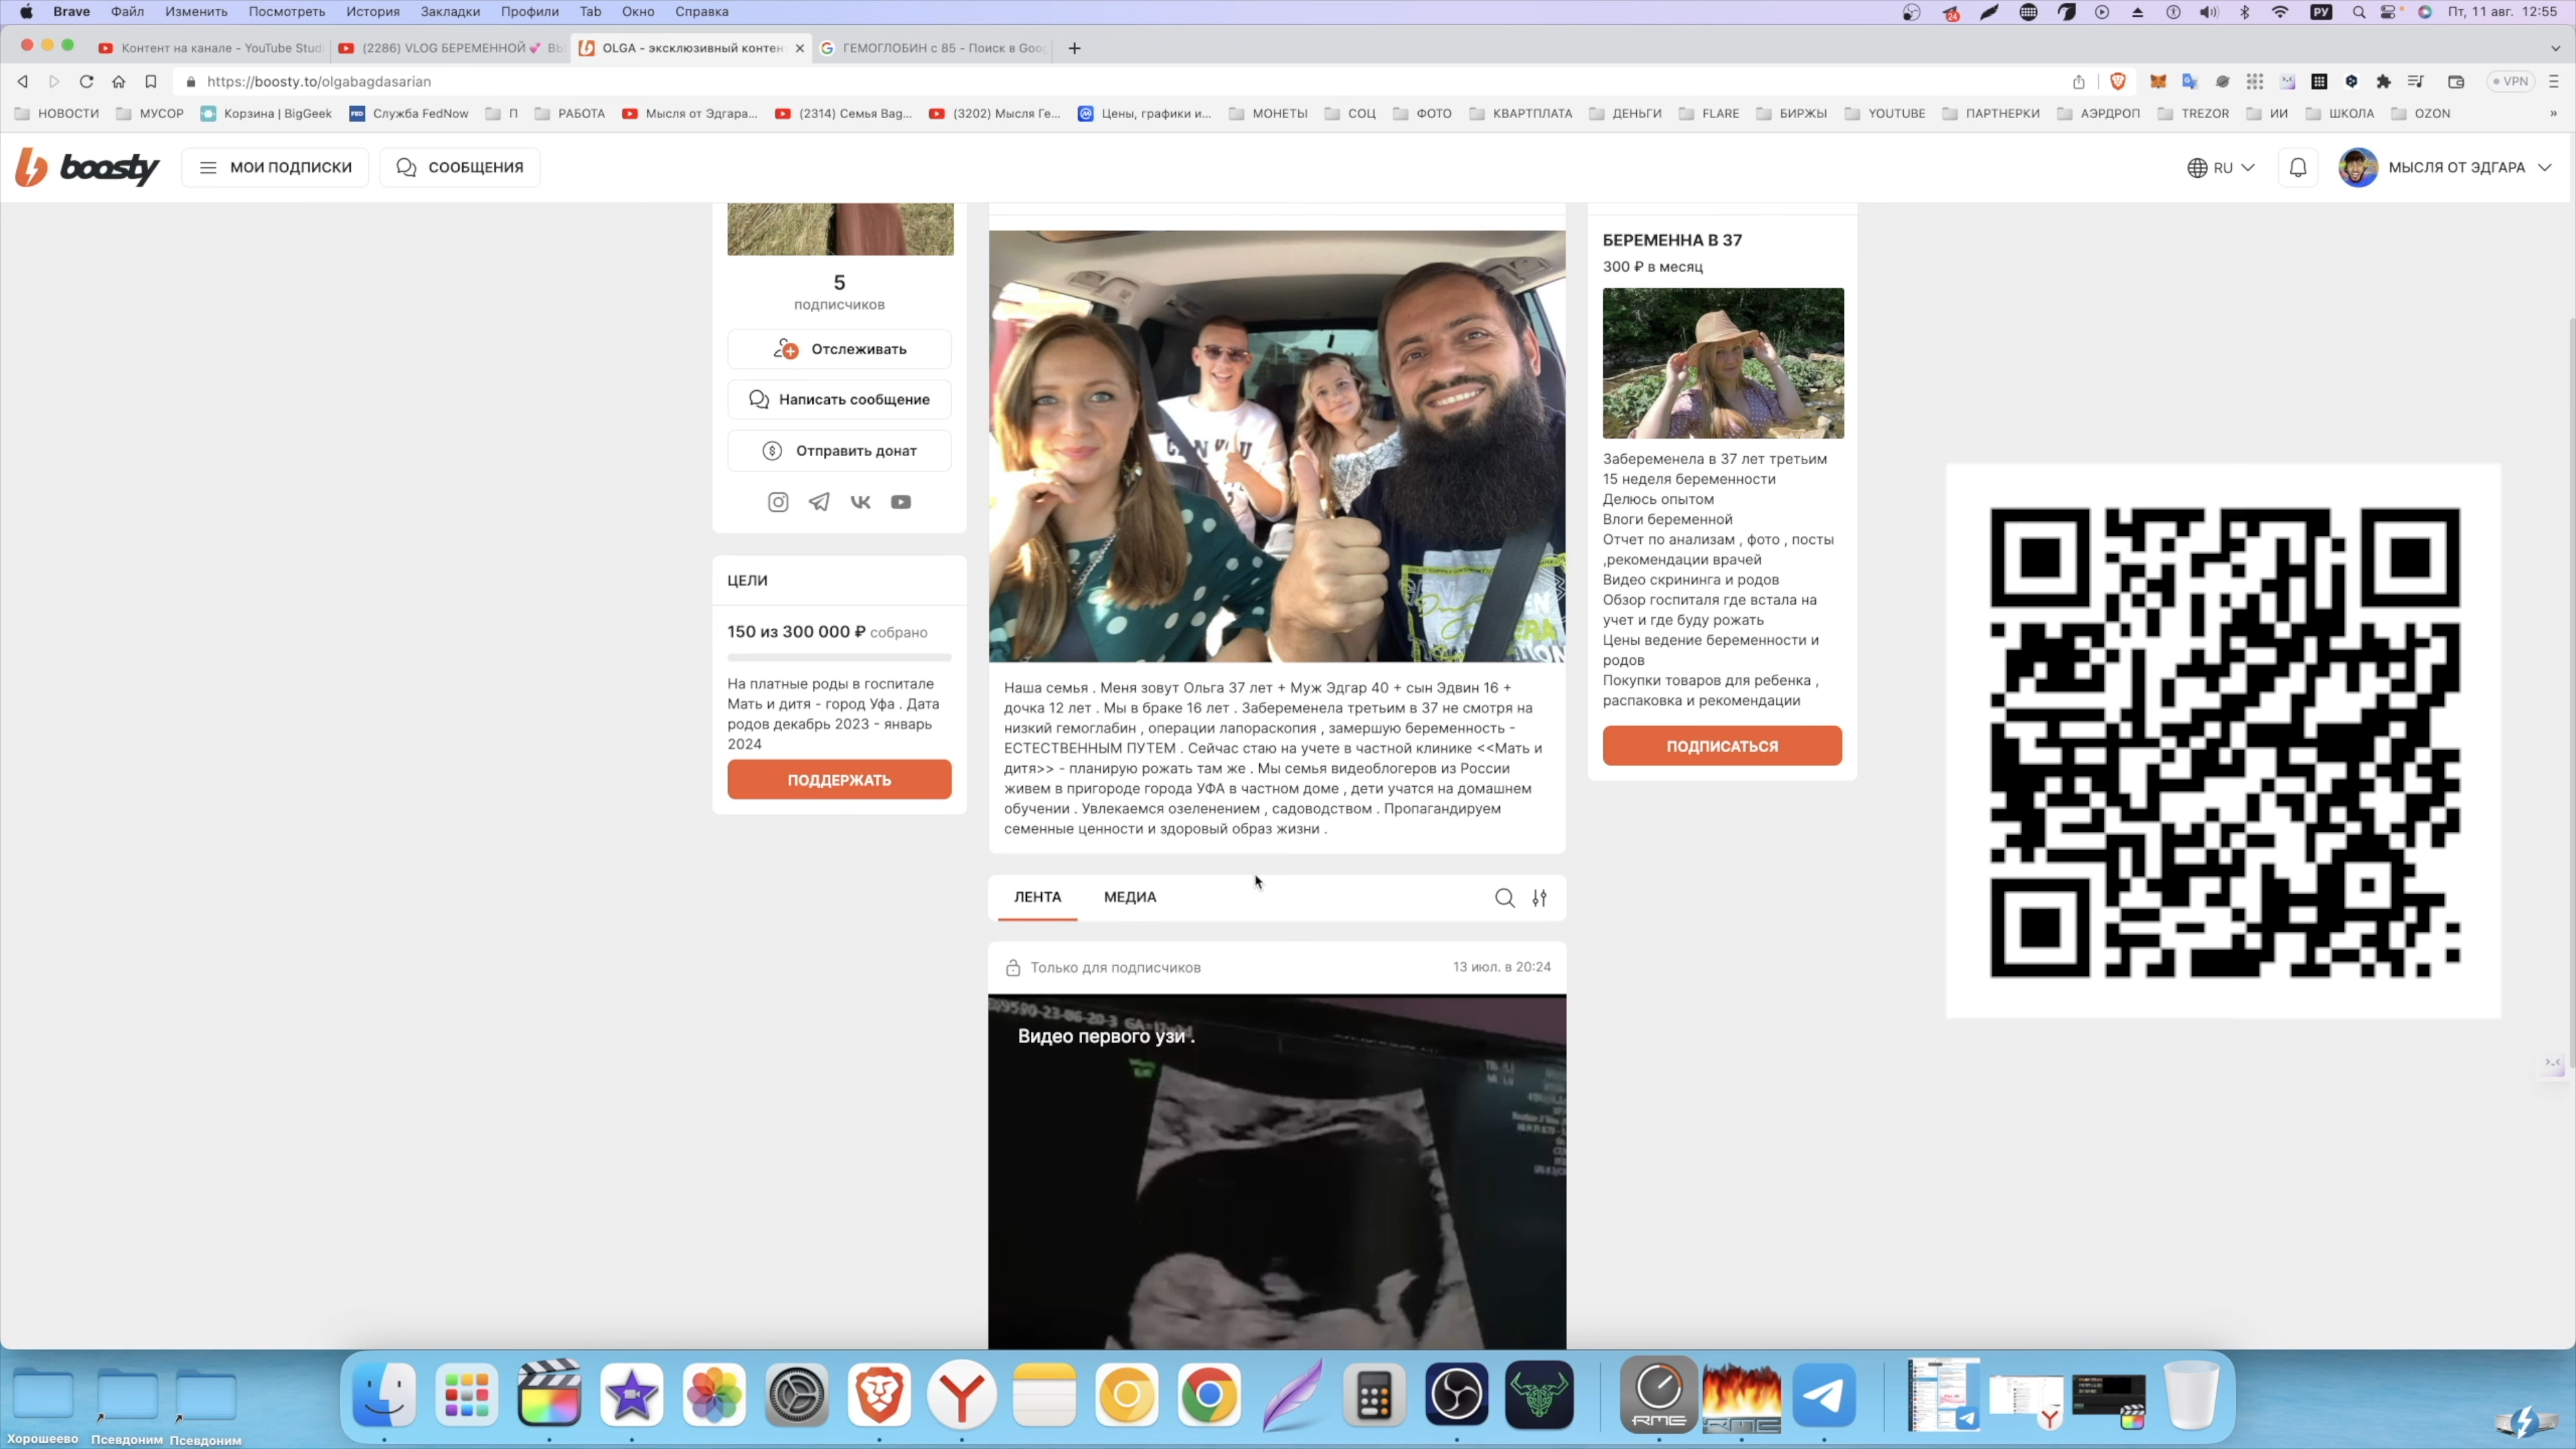 Brave Файл Изменить Посмотреть История Закладки Профили Tab Окно Справка
24 РУ Пт, 11 авг. 12:55
Контент на канале - YouTube Stud
(2286) VLOG БЕРЕМЕННОЙ
OLGA - эксклюзивный контен
ГЕМОГЛОБИН с 85 - Поиск в Goo
https://boosty.to/olgabagdasarian
VPN
НОВОСТИ МУСОР Корзина | BigGeek Служба FedNow П РАБОТА Мысля от Эдгара... (2314) Семья Bag... (3202) Мысля Ге... Цены, графики и... МОНЕТЫ СОЦ ФОТО КВАРТПЛАТА ДЕНЬГИ FLARE БИРЖЫ YOUTUBE ПАРТНЕРКИ АЭРДРОП TREZOR ИИ ШКОЛА OZON
boosty
МОИ ПОДПИСКИ
СООБЩЕНИЯ
RU
МЫСЛЯ ОТ ЭДГАРА
5
подписчиков
Отслеживать
Написать сообщение
Отправить донат
ЦЕЛИ
150 из 300 000 ₽ собрано
На платные роды в госпитале
Мать и дитя - город Уфа . Дата
родов декабрь 2023 - январь
2024
ПОДДЕРЖАТЬ
Наша семья . Меня зовут Ольга 37 лет + Муж Эдгар 40 + сын Эдвин 16 +
дочка 12 лет . Мы в браке 16 лет . Забеременела третьим в 37 не смотря на
низкий гемоглабин , операции лапораскопия , замершую беременность -
ЕСТЕСТВЕННЫМ ПУТЕМ . Сейчас стаю на учете в частной клинике <<Мать и
дитя>> - планирую рожать там же . Мы семья видеоблогеров из России
живем в пригороде города УФА в частном доме , дети учатся на домашнем
обучении . Увлекаемся озеленением , садоводством . Пропагандируем
семенные ценности и здоровый образ жизни .
ЛЕНТА МЕДИА
Только для подписчиков
13 июл. в 20:24
Видео первого узи .
БЕРЕМЕННА В 37
300 ₽ в месяц
Забеременела в 37 лет третьим
15 неделя беременности
Делюсь опытом
Влоги беременной
Отчет по анализам , фото , посты
,рекомендации врачей
Видео скрининга и родов
Обзор госпиталя где встала на
учет и где буду рожать
Цены ведение беременности и
родов
Покупки товаров для ребенка ,
распаковка и рекомендации
ПОДПИСАТЬСЯ
Хорошеево Псевдоним Псевдоним
RME